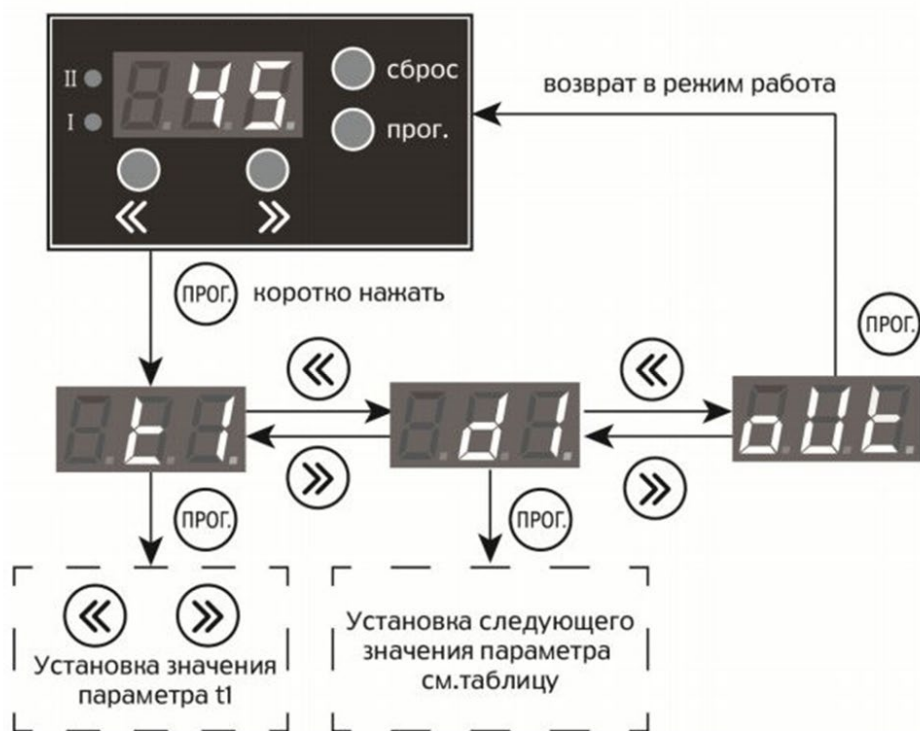 II
45
сброс
I
прог.
« »
возврат в режим работа
ПРОГ. коротко нажать
ПРОГ.
« «
t1 d1 oUt
» »
ПРОГ. ПРОГ.
« »
Установка значения
параметра t1
Установка следующего
значения параметра
см.таблицу